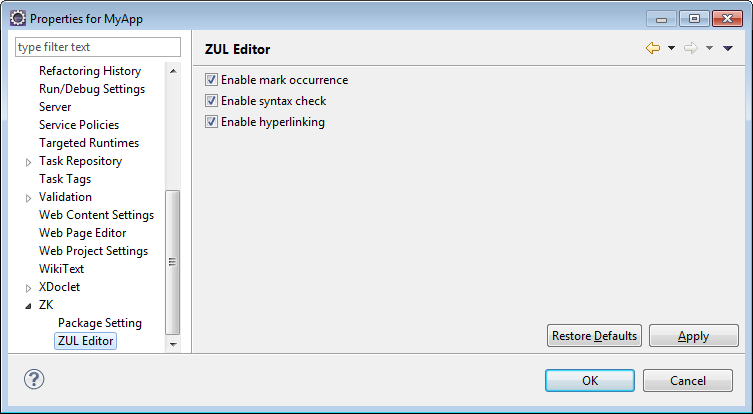 Properties for MyApp
type filter text
Refactoring History
Run/Debug Settings
Server
Service Policies
Targeted Runtimes
Task Repository
Task Tags
Validation
Web Content Settings
Web Page Editor
Web Project Settings
WikiText
XDoclet
ZK
Package Setting
ZUL Editor
ZUL Editor
Enable mark occurrence
Enable syntax check
Enable hyperlinking
Restore Defaults
Apply
?
OK
Cancel